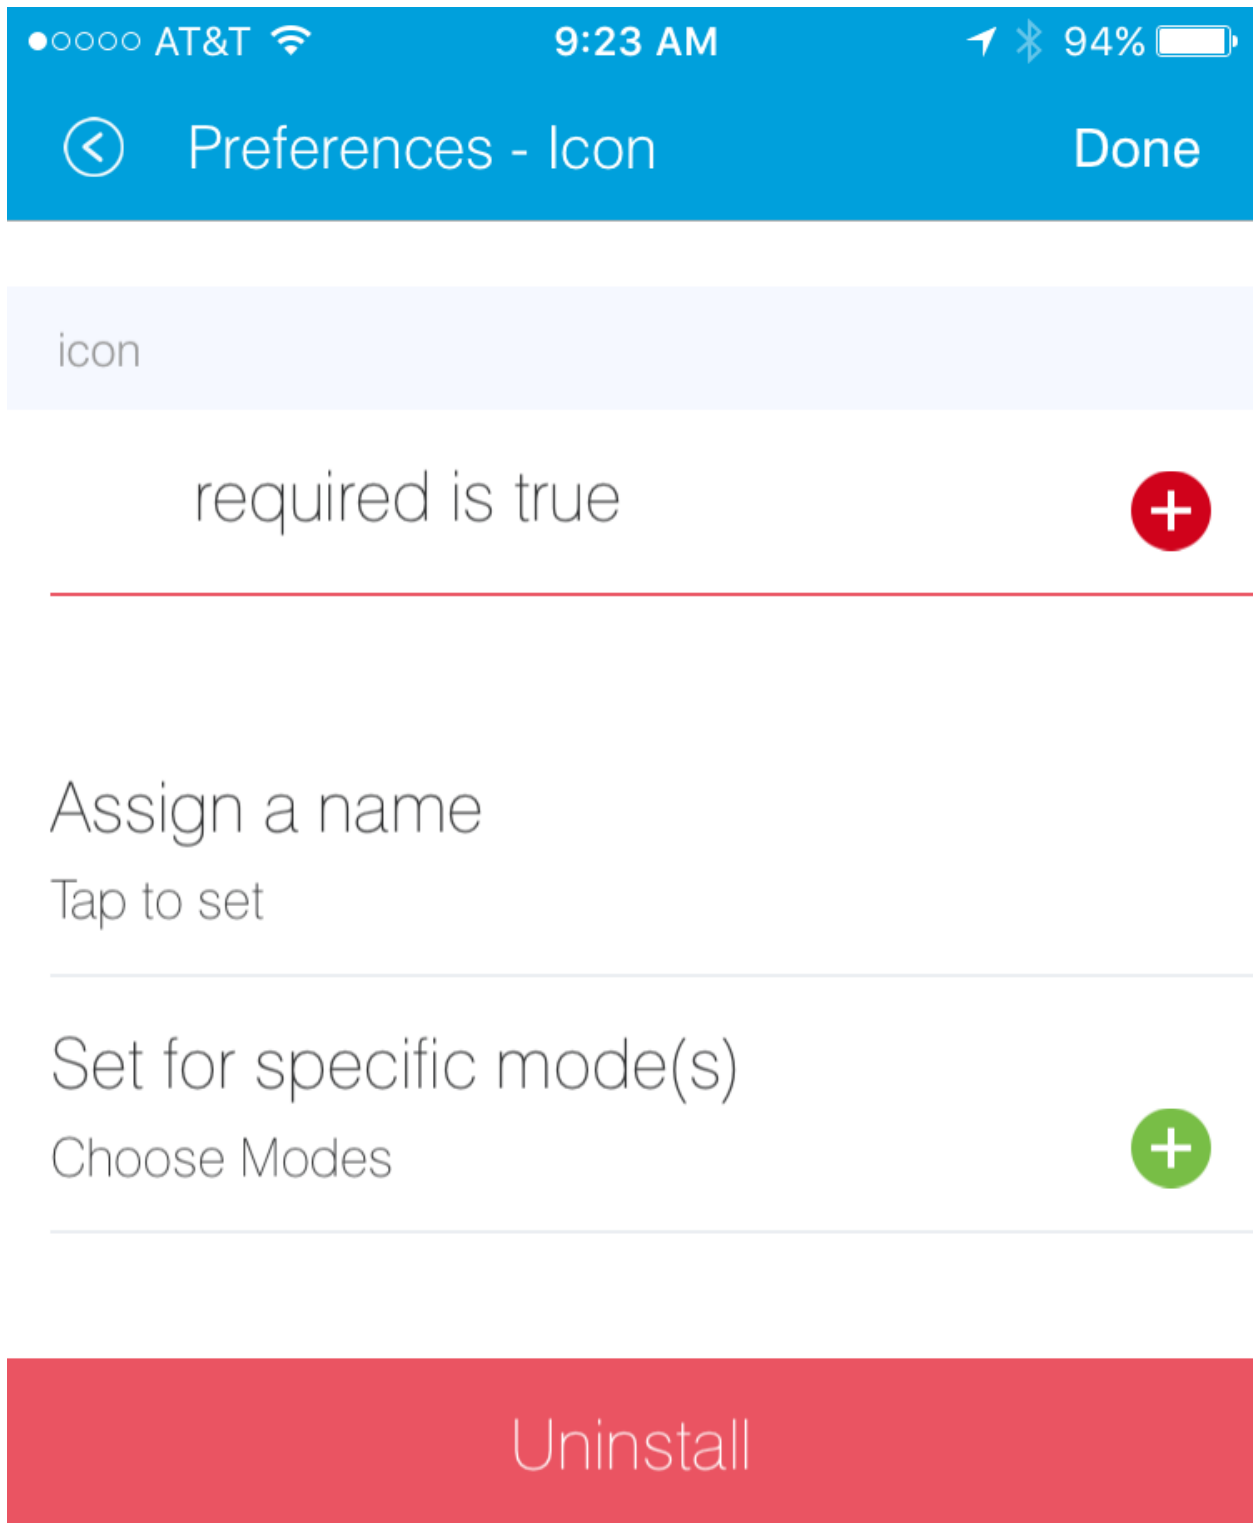 AT&T 9:23 AM 94%
Preferences - Icon Done
icon
required is true
Assign a name
Tap to set
Set for specific mode(s)
Choose Modes
Uninstall